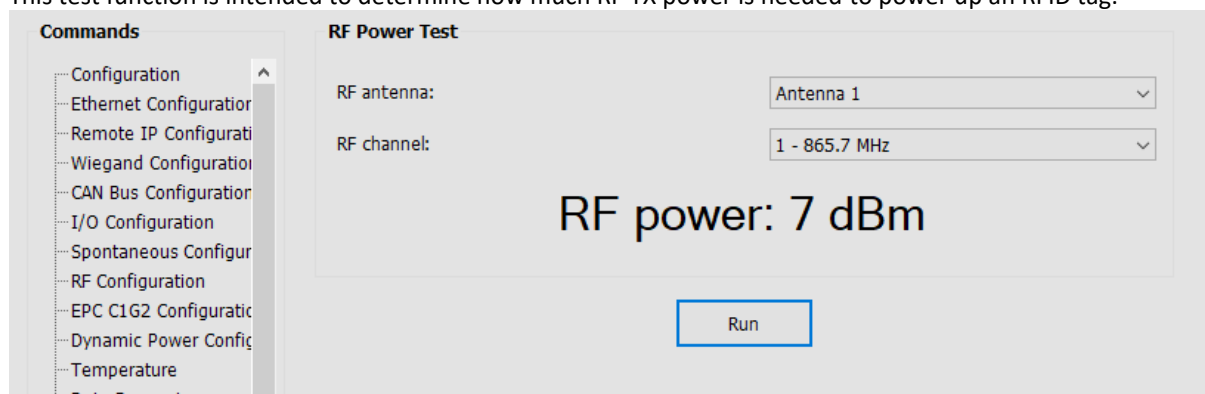 This test function is intended to determine how much RF TX power is needed to power up an RFID tag.
Commands
Configuration
Ethernet Configuration
Remote IP Configurati
Wiegand Configuration
CAN Bus Configuration
I/O Configuration
Spontaneous Configur
RF Configuration
EPC C1G2 Configuratic
Dynamic Power Config
Temperature
RF Power Test
RF antenna:
Antenna 1
RF channel:
1 - 865.7 MHz
RF power: 7 dBm
Run